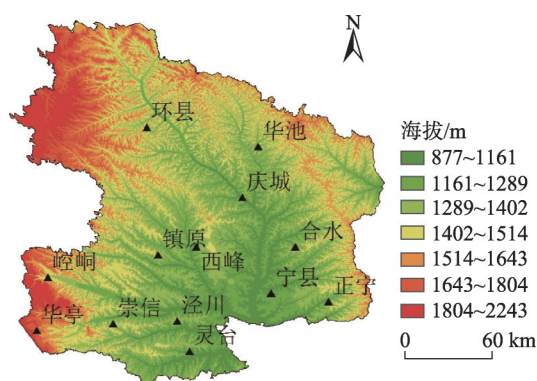 N
环县
华池
庆城
镇原
西峰
合水
崆峒
宁县
正宁
华亭
崇信
泾川
灵台
海拔/m
877~1161
1161~1289
1289~1402
1402~1514
1514~1643
1643~1804
1804~2243
0 60 km